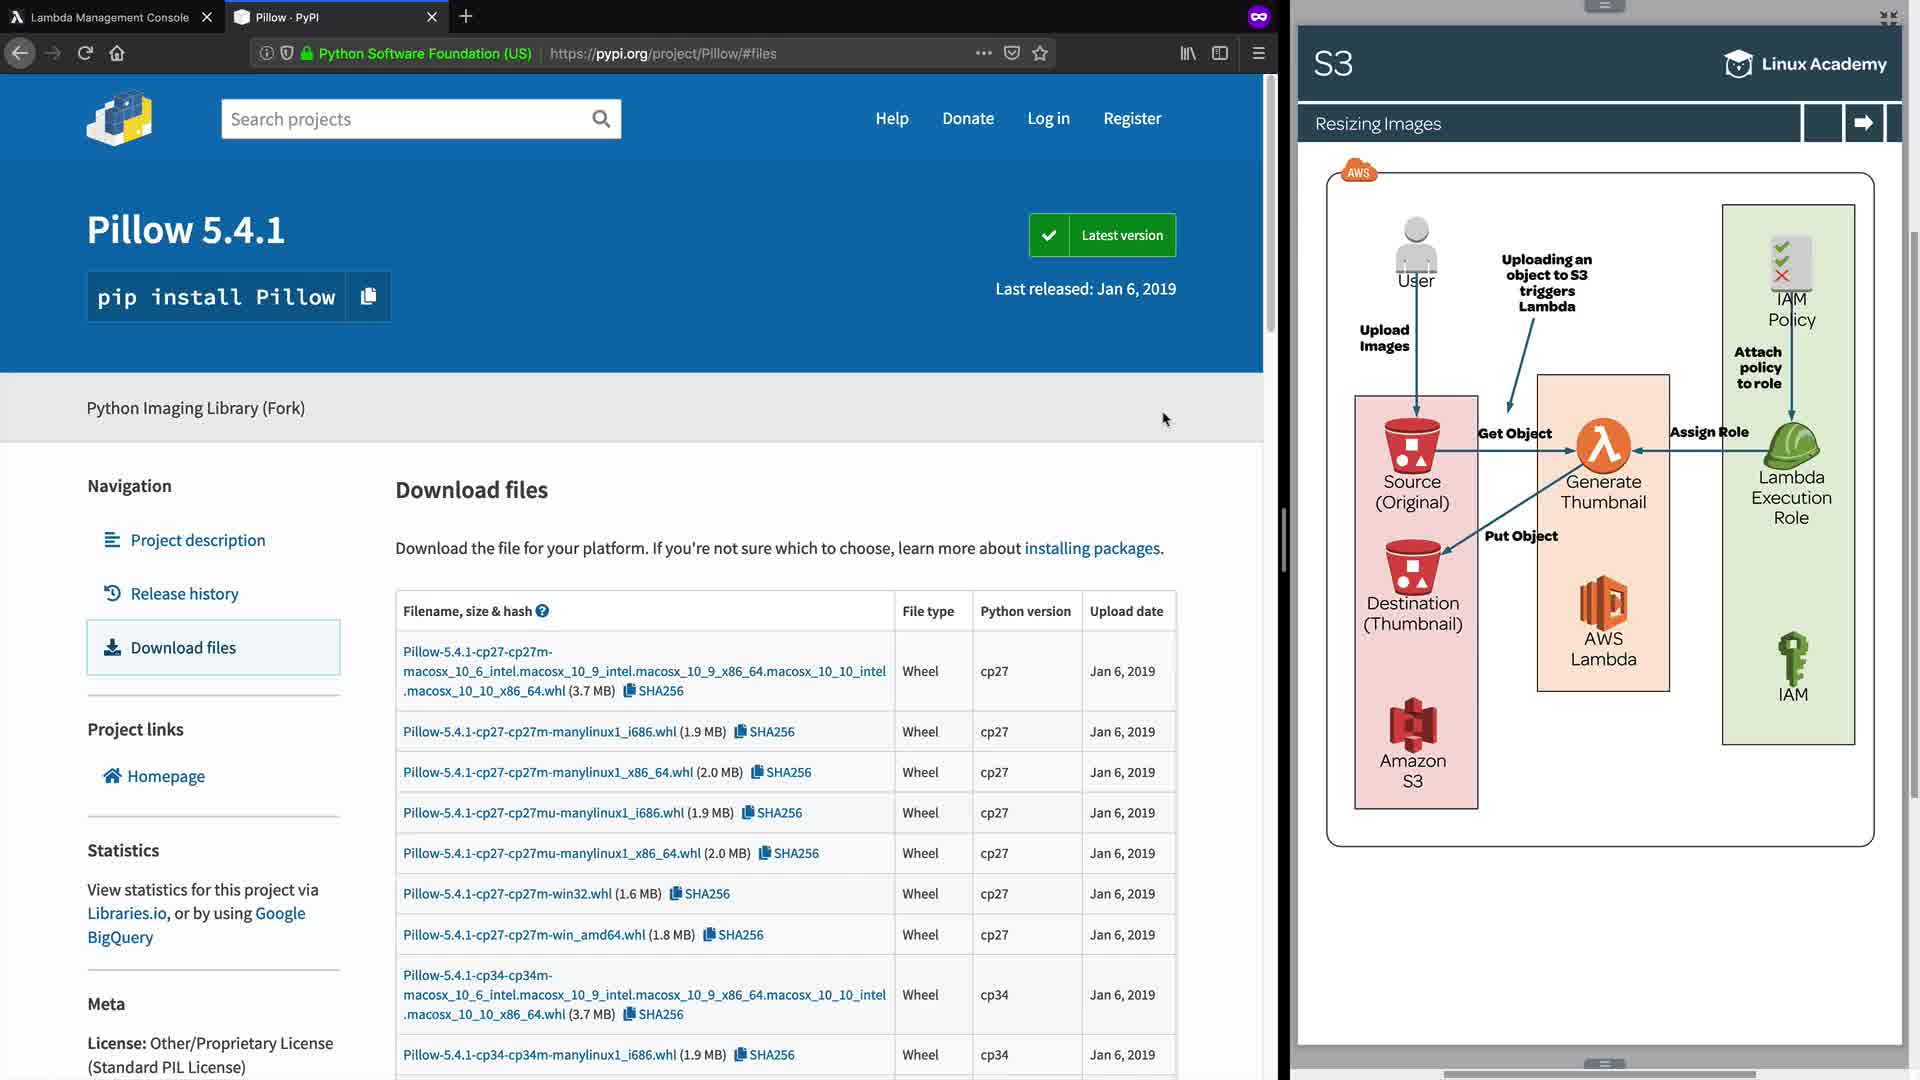 Lambda Management Console
Pillow · PyPI
Python Software Foundation (US)
https://pypi.org/project/Pillow/#files
Search projects
Help
Donate
Log in
Register
Pillow 5.4.1
pip install Pillow
Latest version
Last released: Jan 6, 2019
Python Imaging Library (Fork)
Navigation
Project description
Release history
Download files
Project links
Homepage
Statistics
View statistics for this project via
Libraries.io, or by using Google
BigQuery
Meta
License: Other/Proprietary License
(Standard PIL License)
Download files
Download the file for your platform. If you're not sure which to choose, learn more about installing packages.
Filename, size & hash ? File type Python version Upload date
Pillow-5.4.1-cp27-cp27m-
macosx_10_6_intel.macosx_10_9_intel.macosx_10_9_x86_64.macosx_10_10_intel
.macosx_10_10_x86_64.whl (3.7 MB) SHA256 Wheel cp27 Jan 6, 2019
Pillow-5.4.1-cp27-cp27m-manylinux1_i686.whl (1.9 MB) SHA256 Wheel cp27 Jan 6, 2019
Pillow-5.4.1-cp27-cp27m-manylinux1_x86_64.whl (2.0 MB) SHA256 Wheel cp27 Jan 6, 2019
Pillow-5.4.1-cp27-cp27mu-manylinux1_i686.whl (1.9 MB) SHA256 Wheel cp27 Jan 6, 2019
Pillow-5.4.1-cp27-cp27mu-manylinux1_x86_64.whl (2.0 MB) SHA256 Wheel cp27 Jan 6, 2019
Pillow-5.4.1-cp27-cp27m-win32.whl (1.6 MB) SHA256 Wheel cp27 Jan 6, 2019
Pillow-5.4.1-cp27-cp27m-win_amd64.whl (1.8 MB) SHA256 Wheel cp27 Jan 6, 2019
Pillow-5.4.1-cp34-cp34m-
macosx_10_6_intel.macosx_10_9_intel.macosx_10_9_x86_64.macosx_10_10_intel
.macosx_10_10_x86_64.whl (3.7 MB) SHA256 Wheel cp34 Jan 6, 2019
Pillow-5.4.1-cp34-cp34m-manylinux1_i686.whl (1.9 MB) SHA256 Wheel cp34 Jan 6, 2019
S3
Linux Academy
Resizing Images
AWS
User
Uploading an
object to S3
triggers
Lambda
IAM
Policy
Upload
Images
Attach
policy
to role
Get Object
Assign Role
Source
(Original)
Generate
Thumbnail
Lambda
Execution
Role
Put Object
Destination
(Thumbnail)
AWS
Lambda
IAM
Amazon
S3